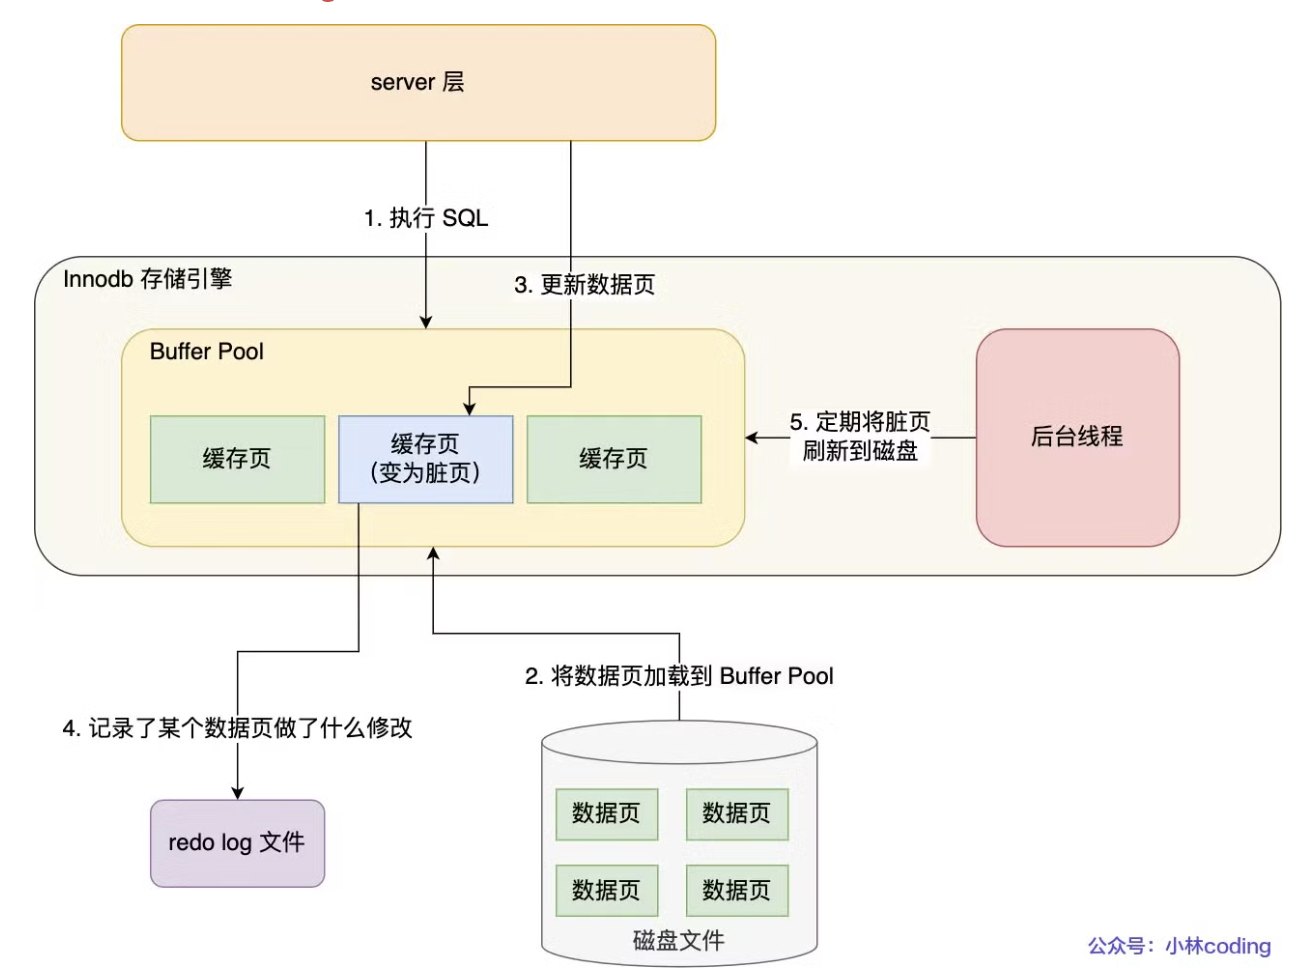 server 层
1. 执行 SQL
Innodb 存储引擎
3. 更新数据页
Buffer Pool
缓存页
缓存页
（变为脏页）
缓存页
5. 定期将脏页
刷新到磁盘
后台线程
2. 将数据页加载到 Buffer Pool
4. 记录了某个数据页做了什么修改
redo log 文件
数据页
数据页
数据页
数据页
磁盘文件
公众号：小林coding